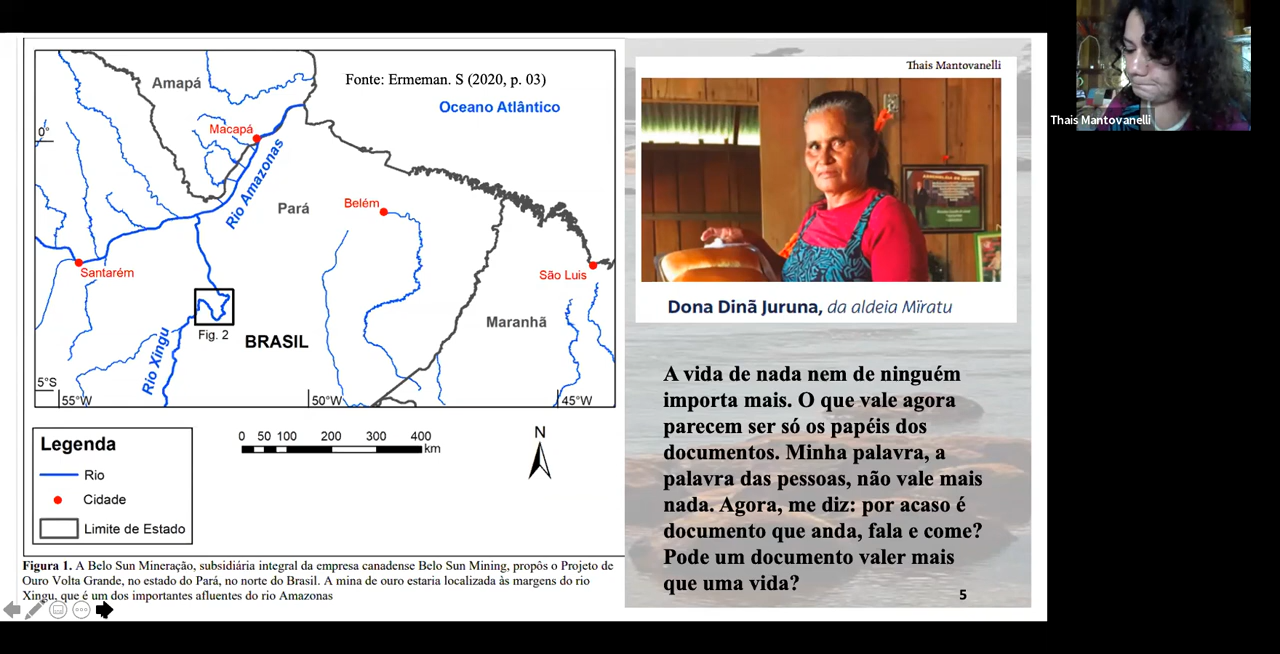 Amapá
Fonte: Ermeman. S (2020, p. 03)
Oceano Atlântico
0°
Macapá
Rio Amazonas
Pará
Belém
Santarém
São Luis
Fig. 2
BRASIL
Maranhã
Rio Xingu
5°S
55°W
50°W
45°W
Legenda
Rio
Cidade
Limite de Estado
0 50 100 200 300 400
km
N
Figura 1. A Belo Sun Mineração, subsidiária integral da empresa canadense Belo Sun Mining, propôs o Projeto de
Ouro Volta Grande, no estado do Pará, no norte do Brasil. A mina de ouro estaria localizada às margens do rio
Xingu, que é um dos importantes afluentes do rio Amazonas
Thais Mantovanelli
Dona Dinã Juruna, da aldeia Mïratu
A vida de nada nem de ninguém
importa mais. O que vale agora
parecem ser só os papéis dos
documentos. Minha palavra, a
palavra das pessoas, não vale mais
nada. Agora, me diz: por acaso é
documento que anda, fala e come?
Pode um documento valer mais
que uma vida?
5
Thais Mantovanelli